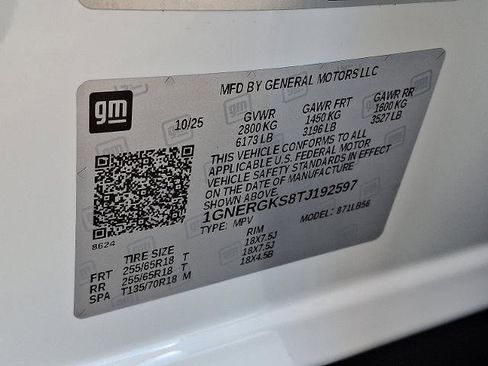 MFD BY GENERAL MOTORS LLC
gm
10/25
GVWR
2800 KG
6173 LB
GAWR FRT
1450 KG
3196 LB
GAWR RR
1600 KG
3527 LB
THIS VEHICLE CONFORMS TO ALL
APPLICABLE U.S. FEDERAL MOTOR
VEHICLE SAFETY STANDARDS IN EFFECT
ON THE DATE OF MANUFACTURE
SHOWN ABOVE.
1GNERGKS8TJ192597
TYPE: MPV
MODEL: 871LB56
8624
TIRE SIZE
RIM
FRT 255/65R18 T 18X7.5J
RR 255/65R18 T 18X7.5J
SPA T135/70R18 M 18X4.5B